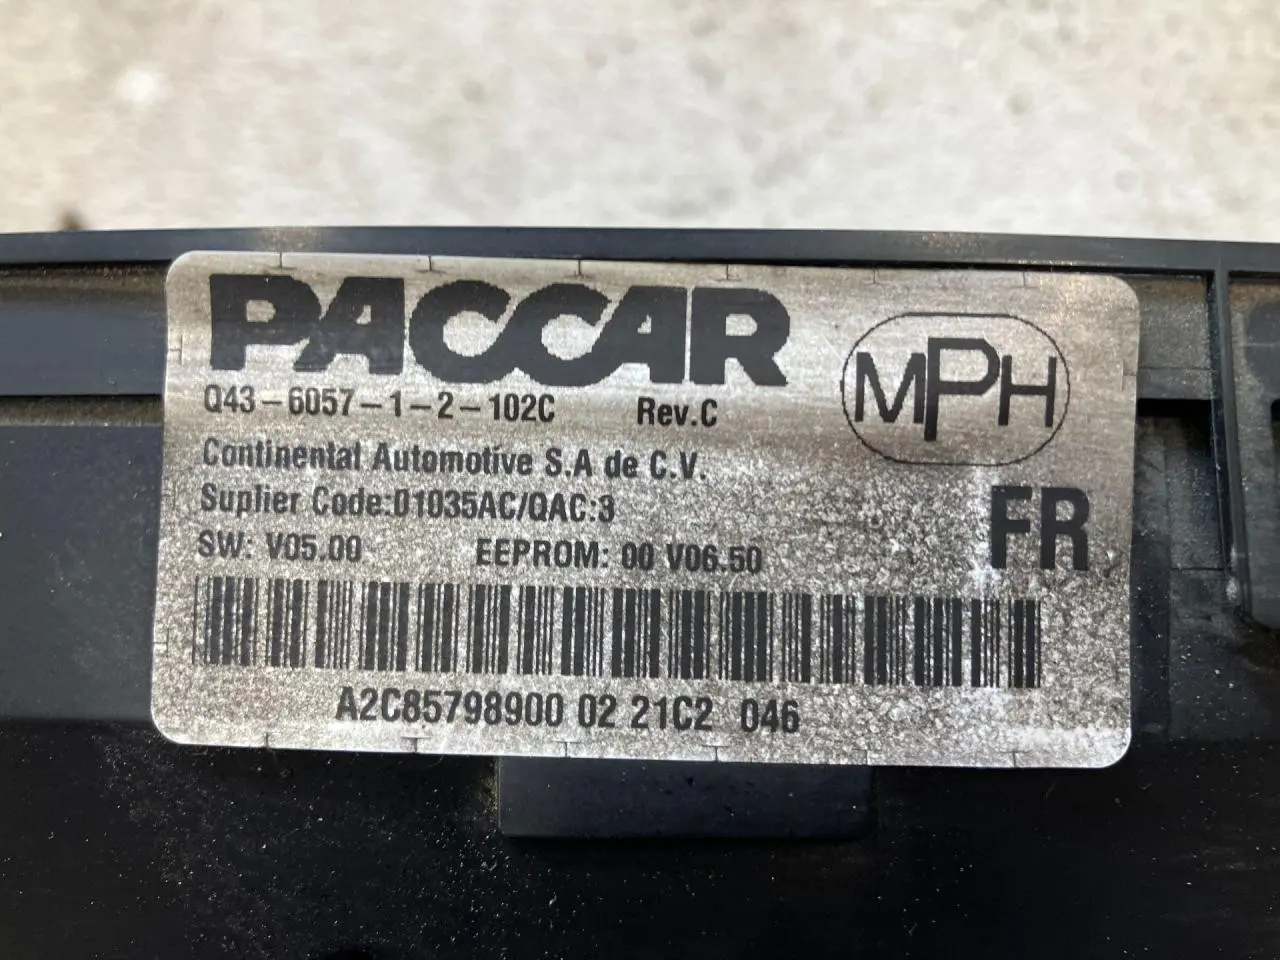 PACCAR
MPH
Q43-6057-1-2-102C Rev.C
Continental Automotive S.A de C.V.
Suplier Code:01035AC/QAC:3
FR
SW: V05.00 EEPROM: 00 V06.50
A2C85798900 02 21C2 046